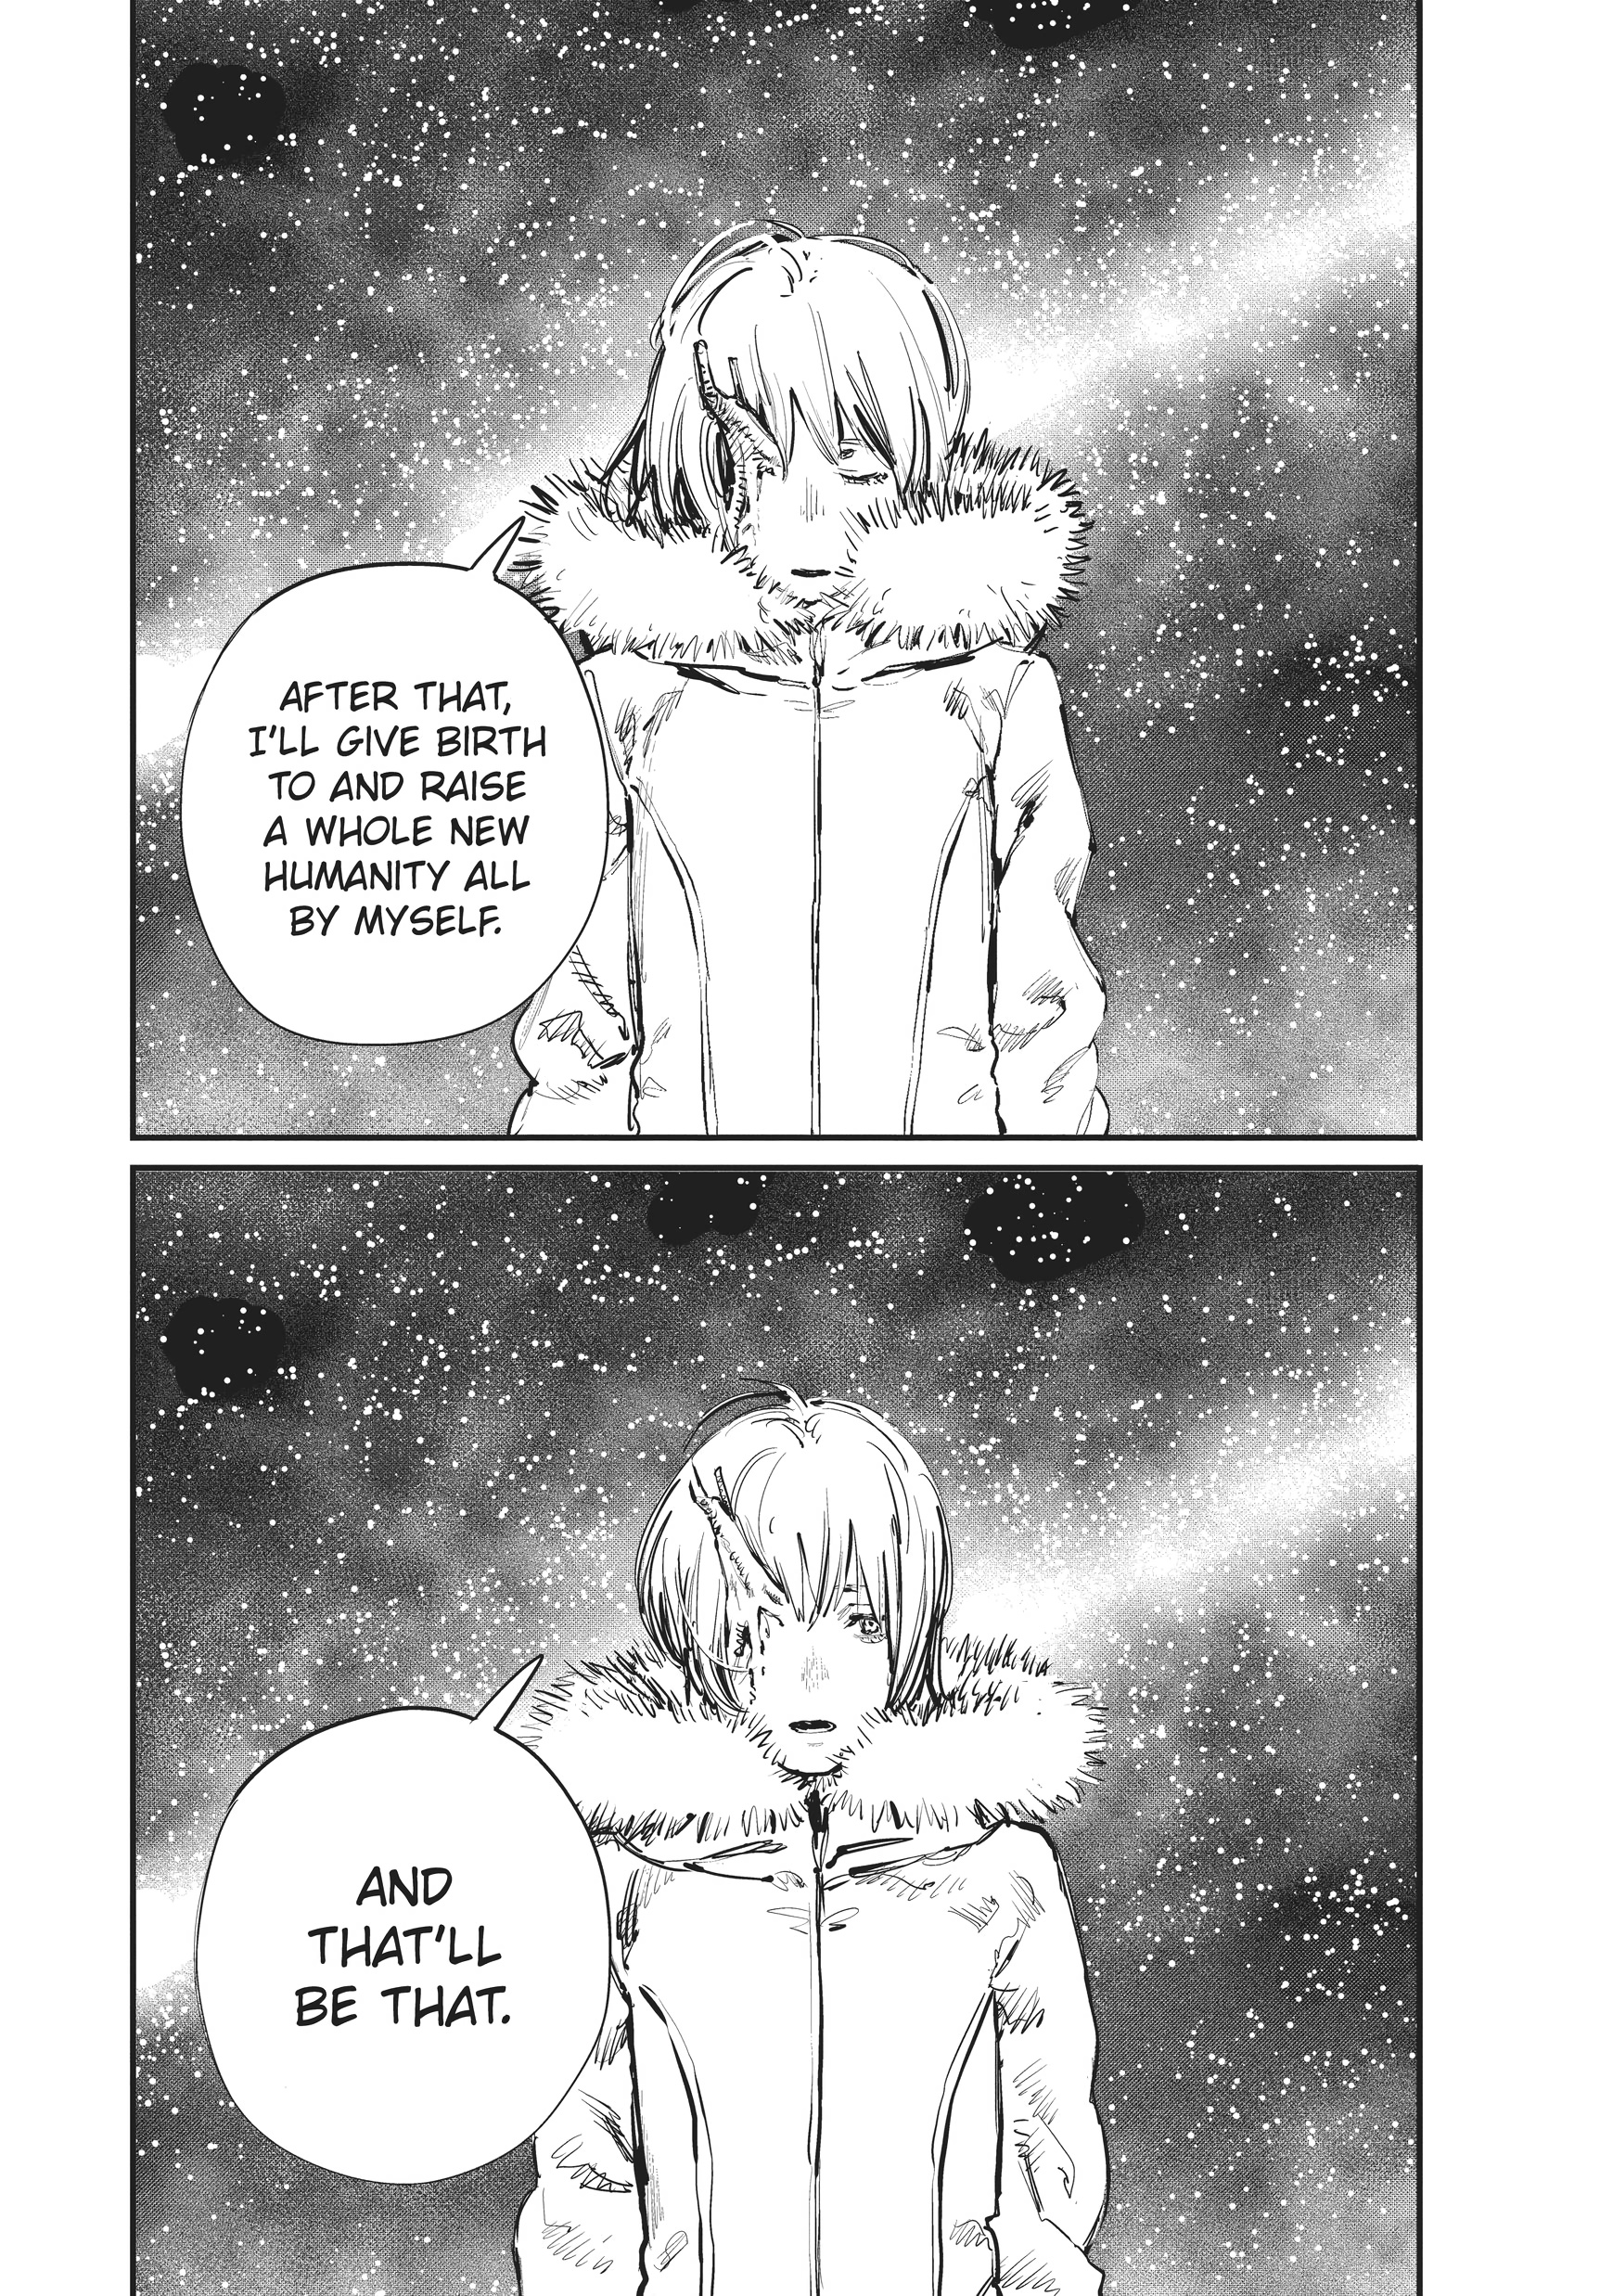 AFTER THAT,
I'LL GIVE BIRTH
TO AND RAISE
A WHOLE NEW
HUMANITY ALL
BY MYSELF.
AND
THAT'LL
BE THAT.